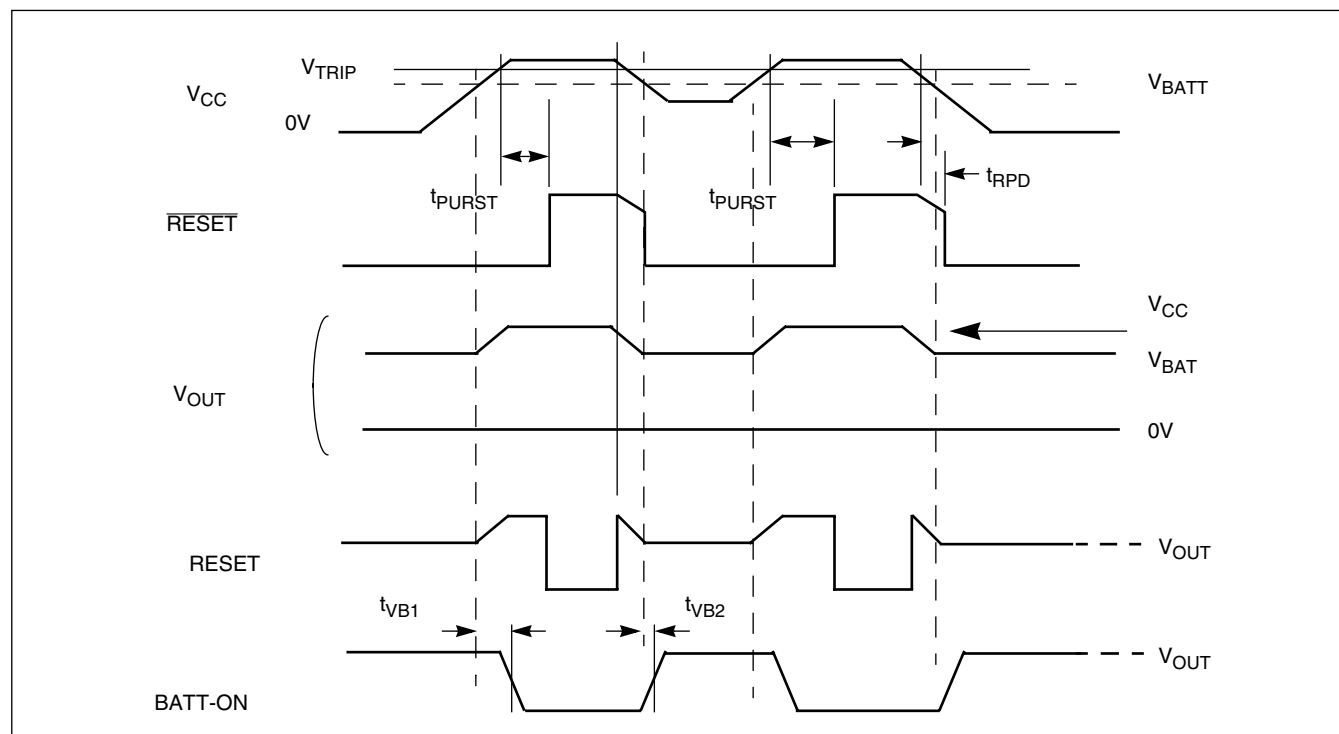 VTRIP
VCC
VBATT
0V
tPURST
tPURST
tRPD
RESET
VCC
VBAT
VOUT
0V
RESET
VOUT
tVB1
tVB2
VOUT
BATT-ON